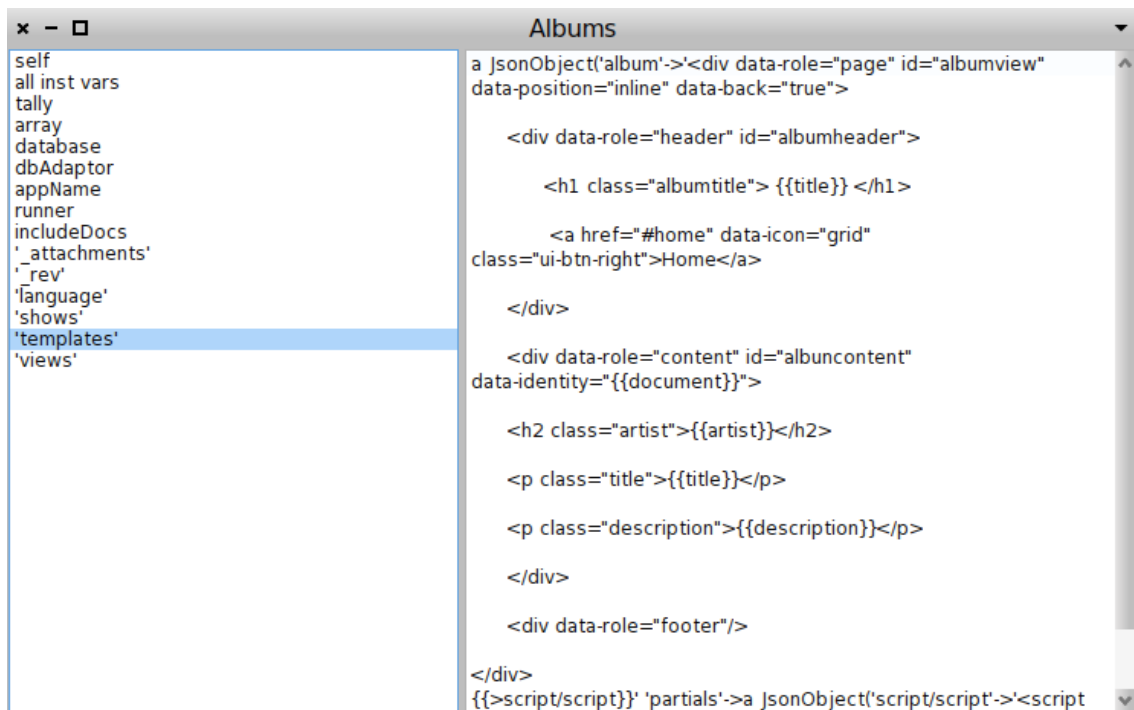 Albums
self
all inst vars
tally
array
database
dbAdaptor
appName
runner
includeDocs
'_attachments'
'_rev'
'language'
'shows'
'templates'
'views'
a JsonObject('album'->'<div data-role="page" id="albumview"
data-position="inline" data-back="true">
<div data-role="header" id="albumheader">
<h1 class="albumtitle"> {{title}} </h1>
<a href="#home" data-icon="grid"
class="ui-btn-right">Home</a>
</div>
<div data-role="content" id="albuncontent"
data-identity="{{document}}">
<h2 class="artist">{{artist}}</h2>
<p class="title">{{title}}</p>
<p class="description">{{description}}</p>
</div>
<div data-role="footer"/>
</div>
{{>script/script}}' 'partials'->a JsonObject('script/script'->'<script